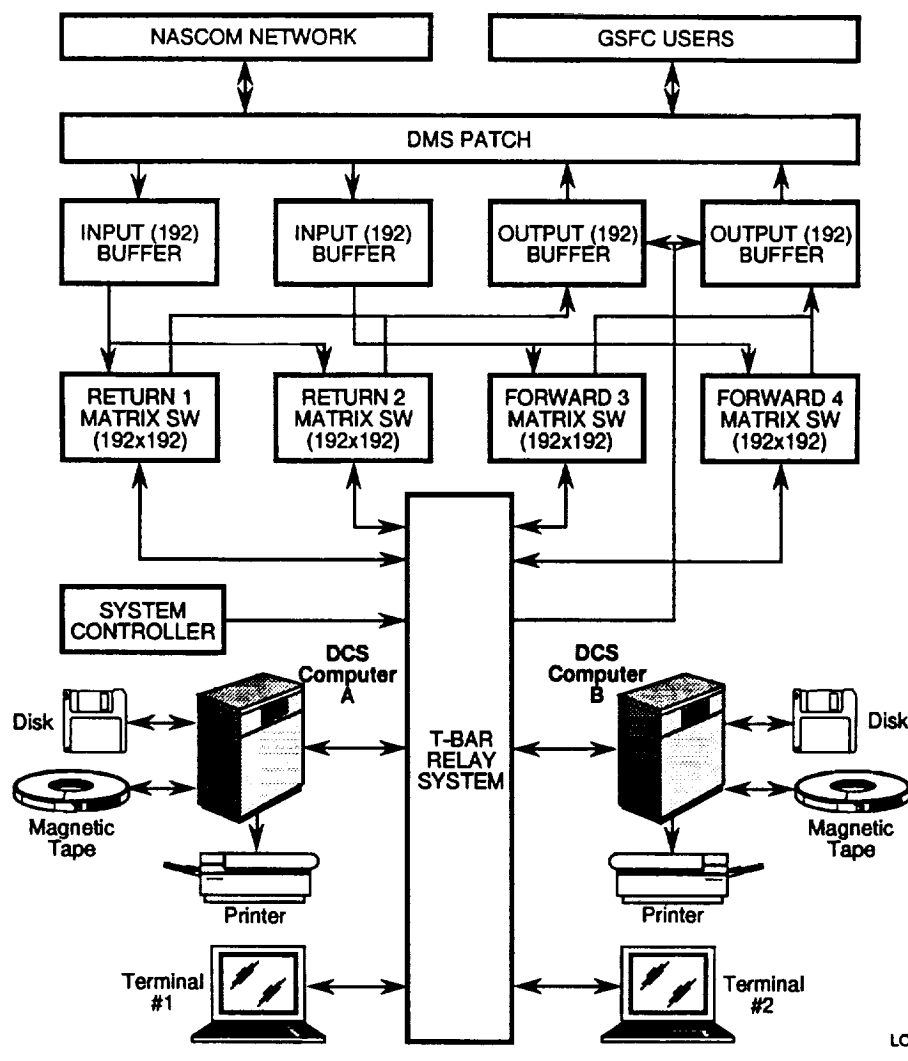 NASCOM NETWORK
GSFC USERS
DMS PATCH
INPUT (192)
BUFFER
INPUT (192)
BUFFER
OUTPUT (192)
BUFFER
OUTPUT (192)
BUFFER
RETURN 1
MATRIX SW
(192x192)
RETURN 2
MATRIX SW
(192x192)
FORWARD 3
MATRIX SW
(192x192)
FORWARD 4
MATRIX SW
(192x192)
SYSTEM
CONTROLLER
DCS
Computer
A
DCS
Computer
B
Disk
Disk
T-BAR
RELAY
SYSTEM
Magnetic
Tape
Magnetic
Tape
Printer
Printer
Terminal
#1
Terminal
#2
LC